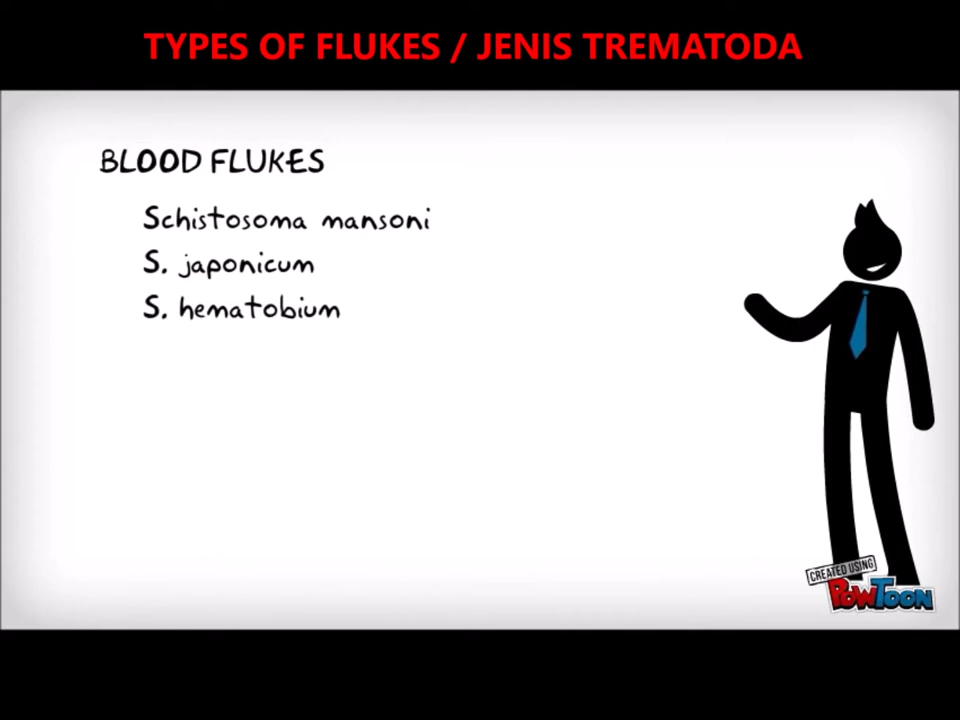 TYPES OF FLUKES / JENIS TREMATODA
BLOOD FLUKES
Schistosoma mansoni
S. japonicum
S. hematobium
CREATED USING
POWTOON